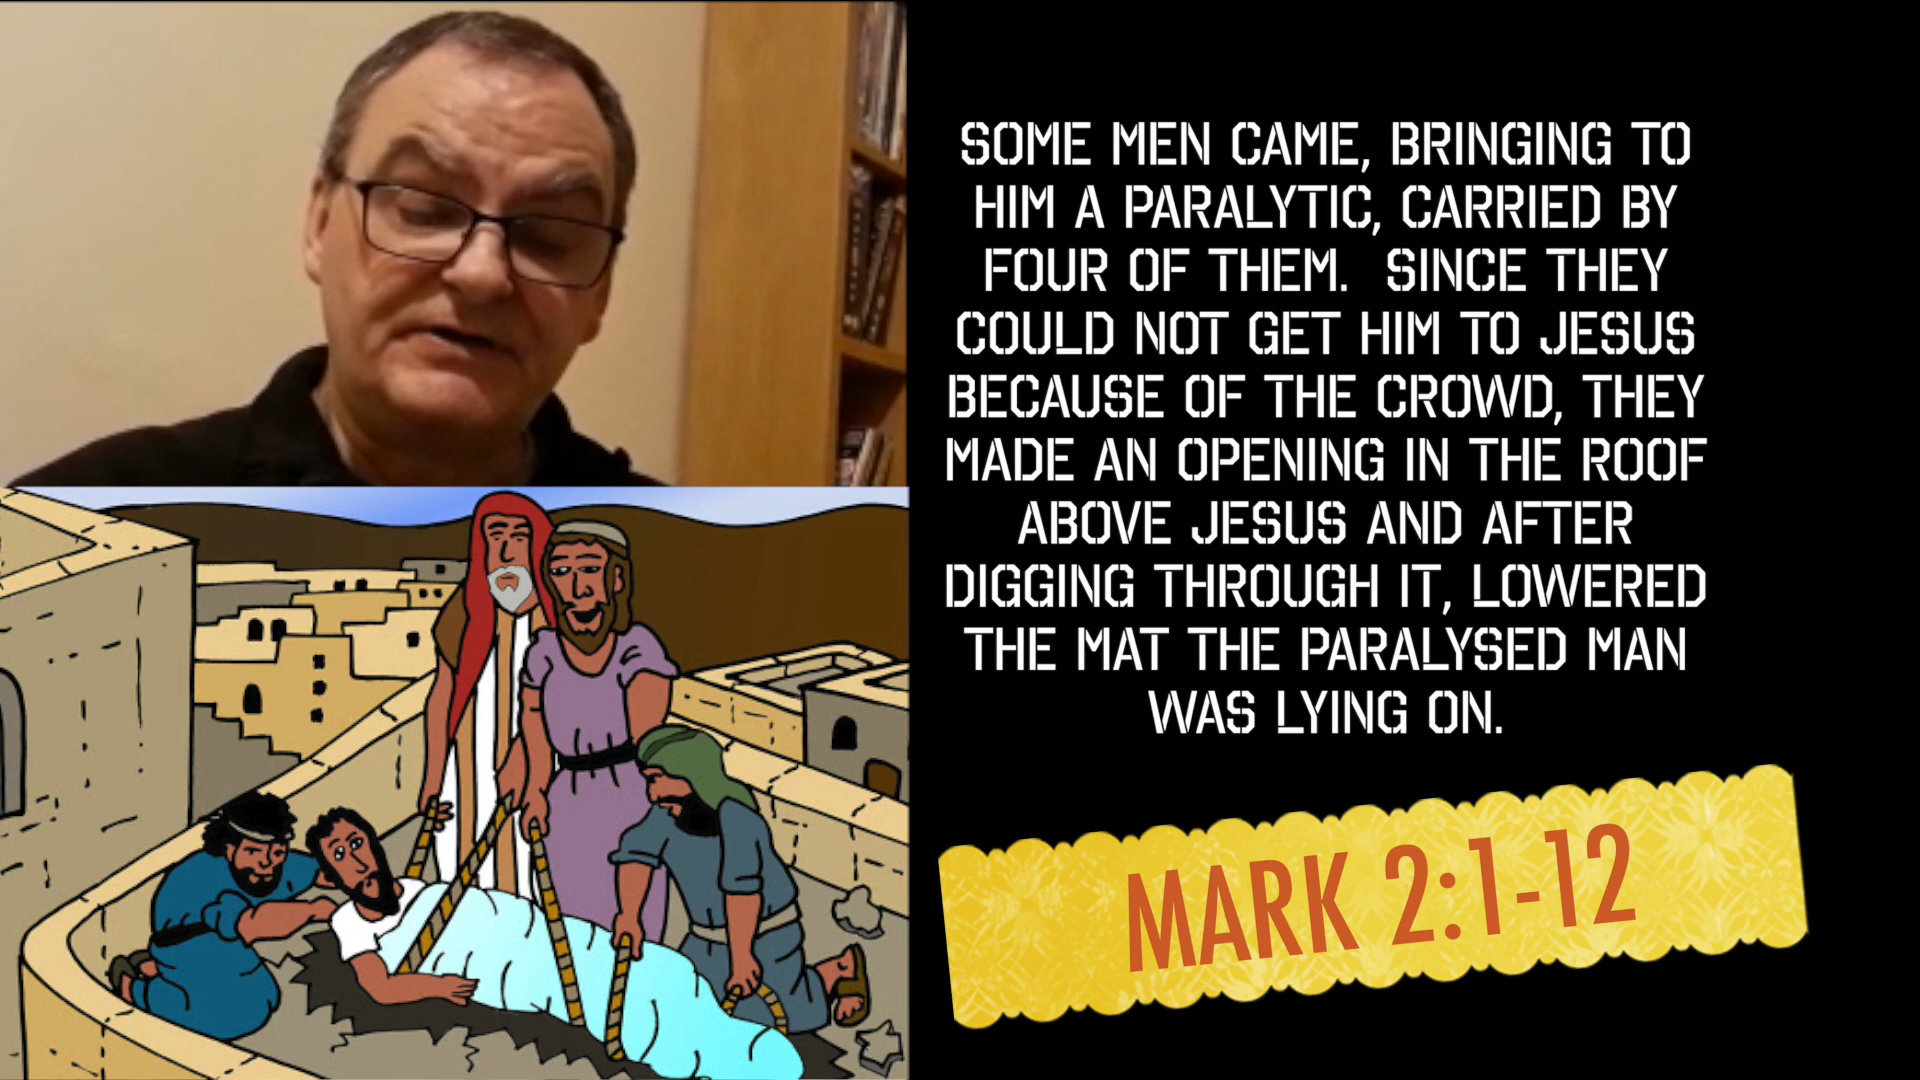 SOME MEN CAME, BRINGING TO
HIM A PARALYTIC, CARRIED BY
FOUR OF THEM.  SINCE THEY
COULD NOT GET HIM TO JESUS
BECAUSE OF THE CROWD, THEY
MADE AN OPENING IN THE ROOF
ABOVE JESUS AND AFTER
DIGGING THROUGH IT, LOWERED
THE MAT THE PARALYSED MAN
WAS LYING ON.
MARK 2:1-12